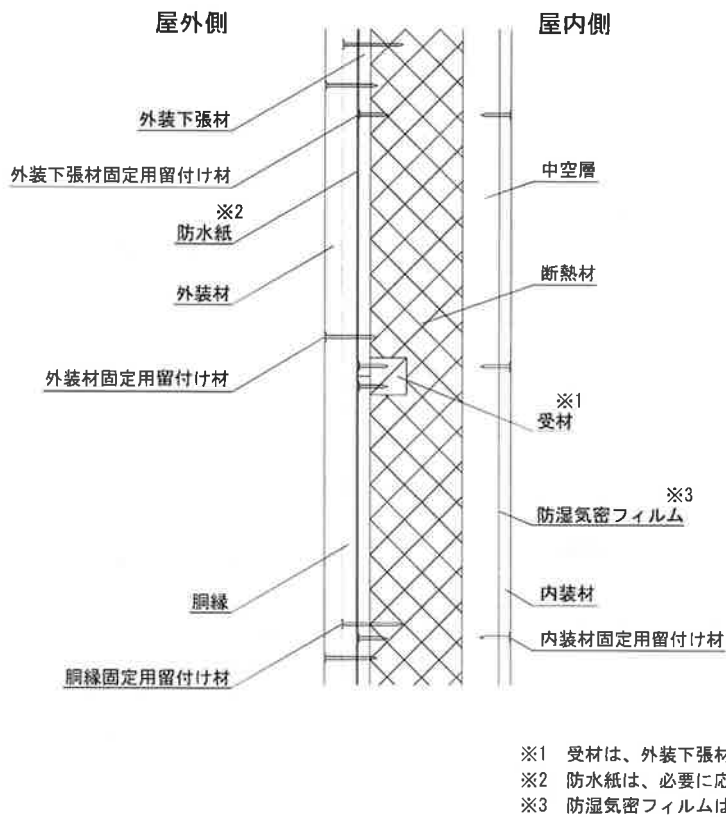 屋外側
屋内側
外装下張材
外装下張材固定用留付け材
※2
防水紙
外装材
外装材固定用留付け材
胴縁
胴縁固定用留付け材
中空層
断熱材
※1
受材
※3
防湿気密フィルム
内装材
内装材固定用留付け材
※1 受材は、外装下張材
※2 防水紙は、必要に応
※3 防湿気密フィルムは